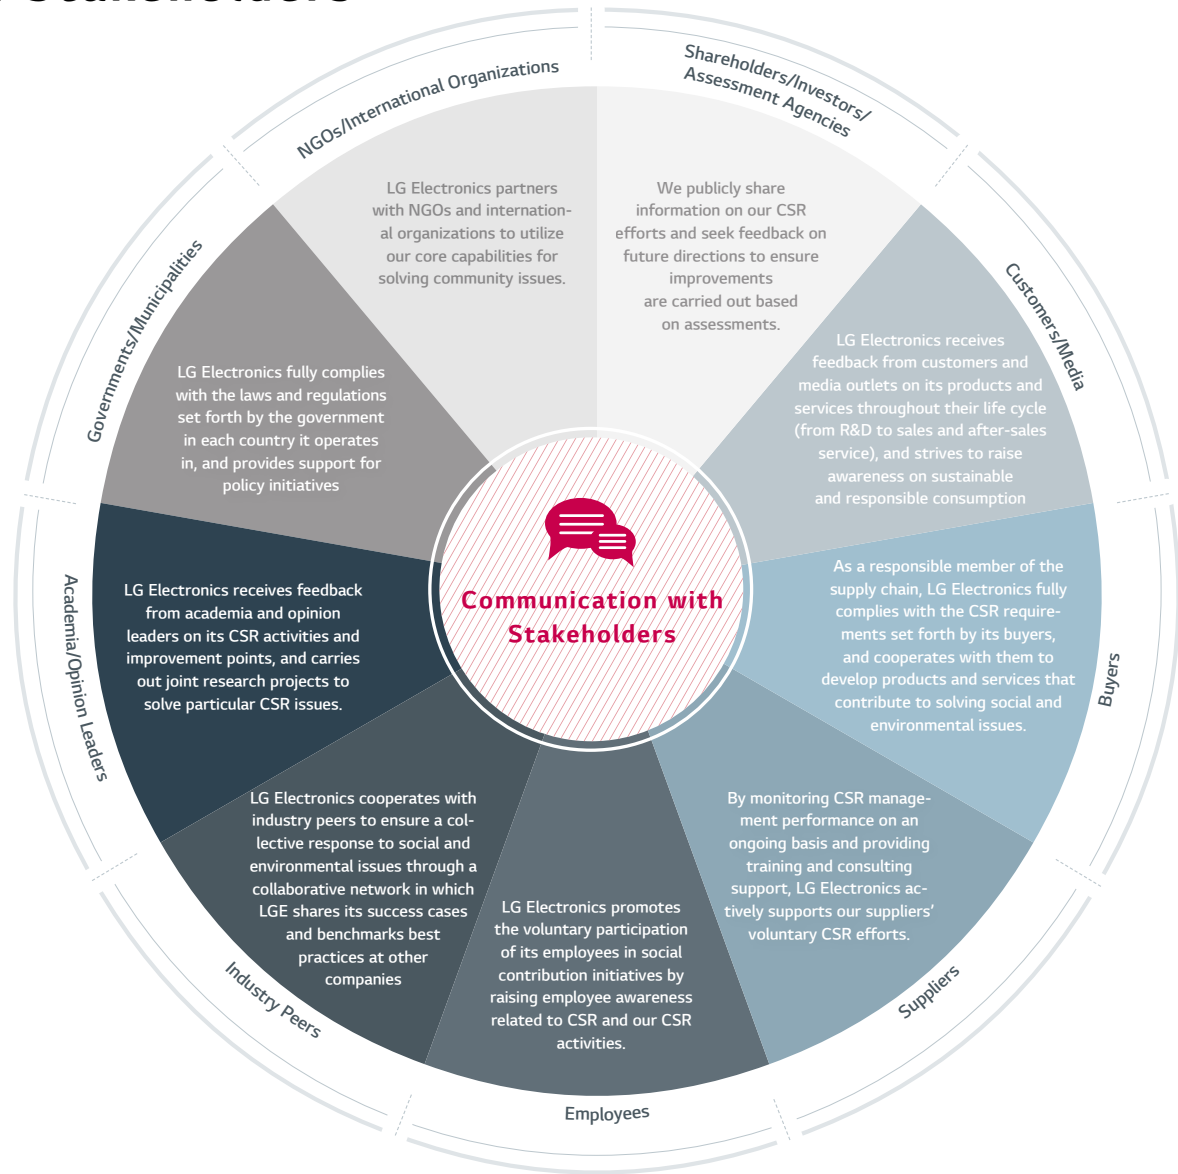 Stakeholders
NGOs/International Organizations
LG Electronics partners
with NGOs and internation-
al organizations to utilize
our core capabilities for
solving community issues.
Shareholders/Investors/
Assessment Agencies
We publicly share
information on our CSR
efforts and seek feedback on
future directions to ensure
improvements
are carried out based
on assessments.
Customers/Media
LG Electronics receives
feedback from customers and
media outlets on its products and
services throughout their life cycle
(from R&D to sales and after-sales
service), and strives to raise
awareness on sustainable
and responsible consumption
Buyers
As a responsible member of the
supply chain, LG Electronics fully
complies with the CSR require-
ments set forth by its buyers,
and cooperates with them to
develop products and services that
contribute to solving social and
environmental issues.
Suppliers
By monitoring CSR manage-
ment performance on an
ongoing basis and providing
training and consulting
support, LG Electronics ac-
tively supports our suppliers’
voluntary CSR efforts.
Employees
LG Electronics promotes
the voluntary participation
of its employees in social
contribution initiatives by
raising employee awareness
related to CSR and our CSR
activities.
Industry Peers
LG Electronics cooperates with
industry peers to ensure a col-
lective response to social and
environmental issues through a
collaborative network in which
LGE shares its success cases
and benchmarks best
practices at other
companies
Academia/Opinion Leaders
LG Electronics receives feedback
from academia and opinion
leaders on its CSR activities and
improvement points, and carries
out joint research projects to
solve particular CSR issues.
Governments/Municipalities
LG Electronics fully complies
with the laws and regulations
set forth by the government
in each country it operates
in, and provides support for
policy initiatives
Communication with
Stakeholders